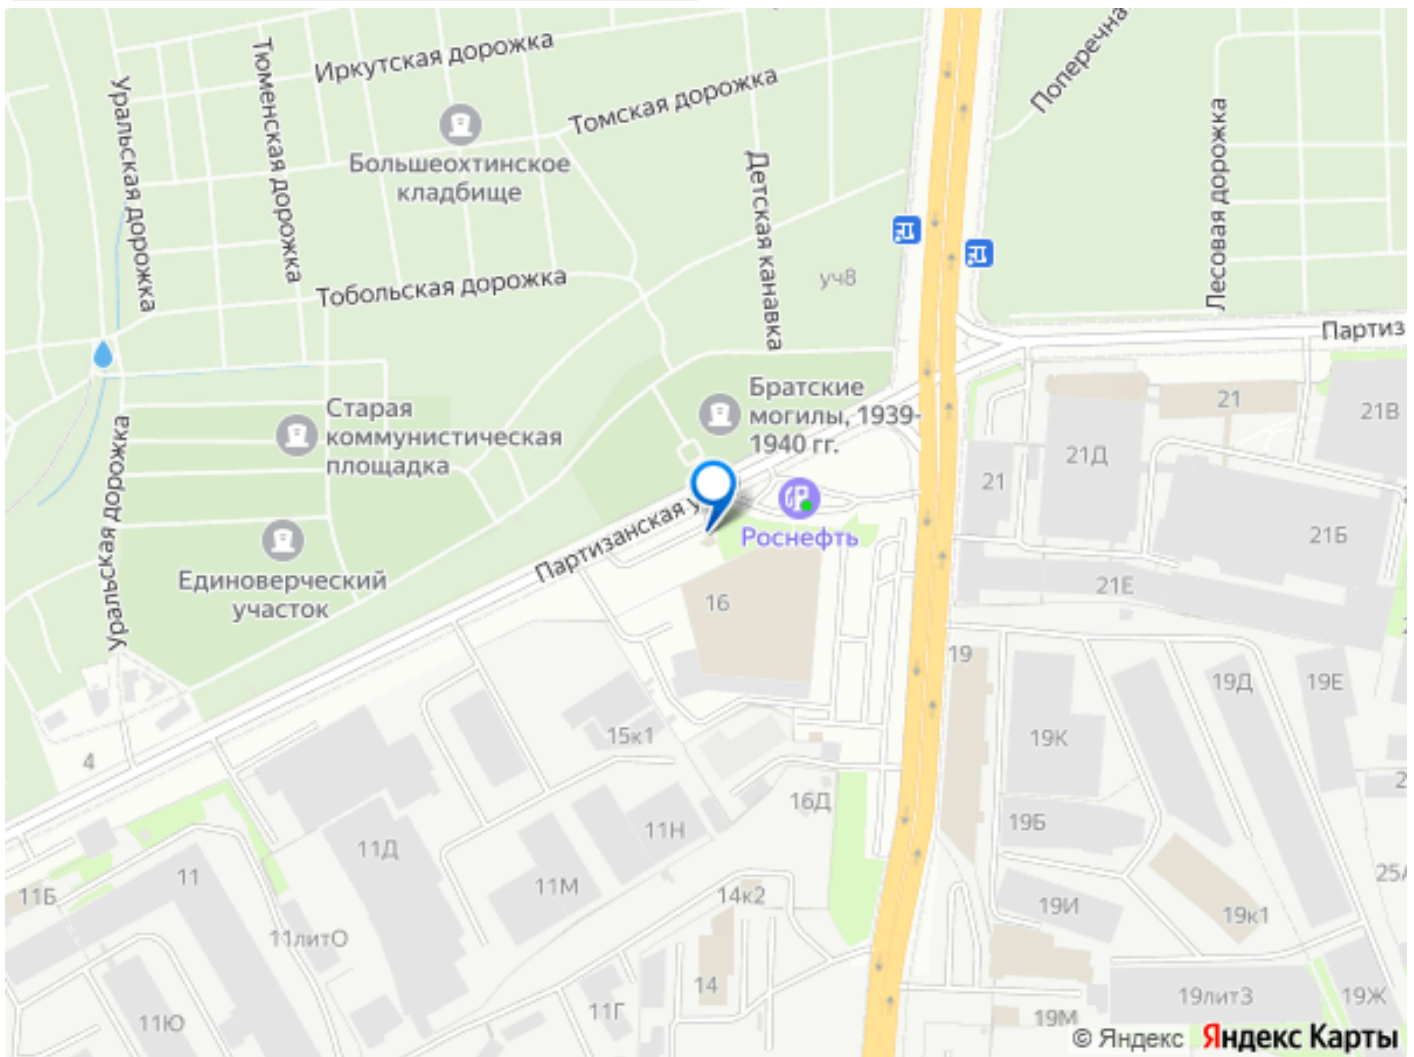 Иркутская дорожка
Поперечна
Тюменская дорожка
Уральская дорожка
Томская дорожка
Лесовая дорожка
Большеохтинское
кладбище
Детская канавка
уч8
Тобольская дорожка
Партиз
Братские
могилы, 1939-
1940 гг.
21
21В
Старая
коммунистическая
площадка
21Д
21
Уральская дорожка
Партизанская у
Роснефть
21Б
Единоверческий
участок
21Е
16
19
19Д
19Е
15к1
19К
4
16Д
19Б
11Н
11Д
11
11М
14к2
25А
11Б
19И
19к1
11литО
14
19литЗ
19Ж
11Г
11Ю
19М
© Яндекс Яндекс Карты